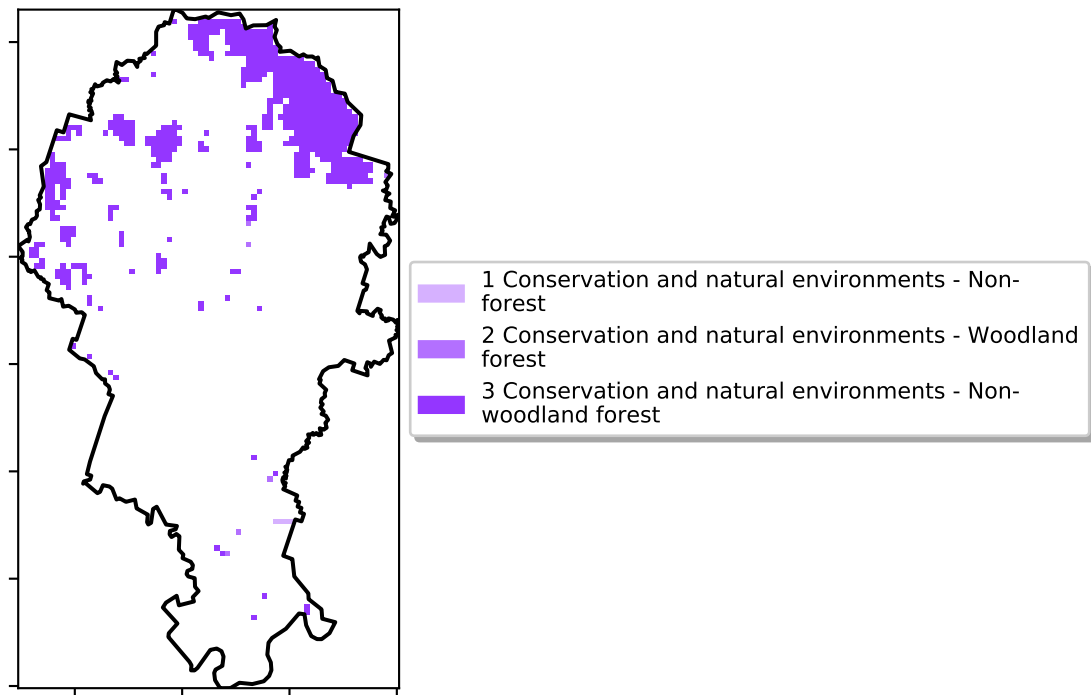 1 Conservation and natural environments - Non-
forest
2 Conservation and natural environments - Woodland
forest
3 Conservation and natural environments - Non-
woodland forest